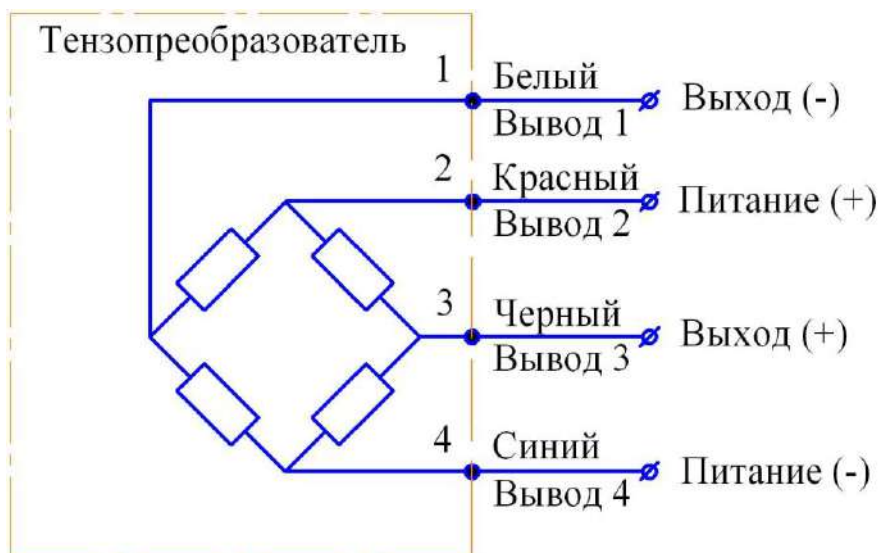 Тензопреобразователь
1 Белый
Вывод 1
Выход (-)
2 Красный
Вывод 2
Питание (+)
3 Черный
Вывод 3
Выход (+)
4 Синий
Вывод 4
Питание (-)